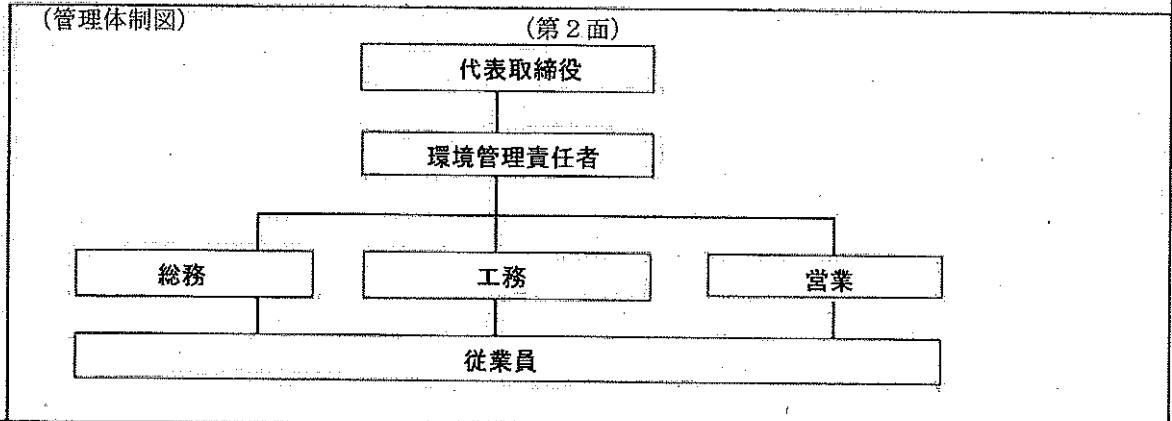 (管理体制図)
(第2面)
代表取締役
環境管理責任者
総務 工務 営業
従業員